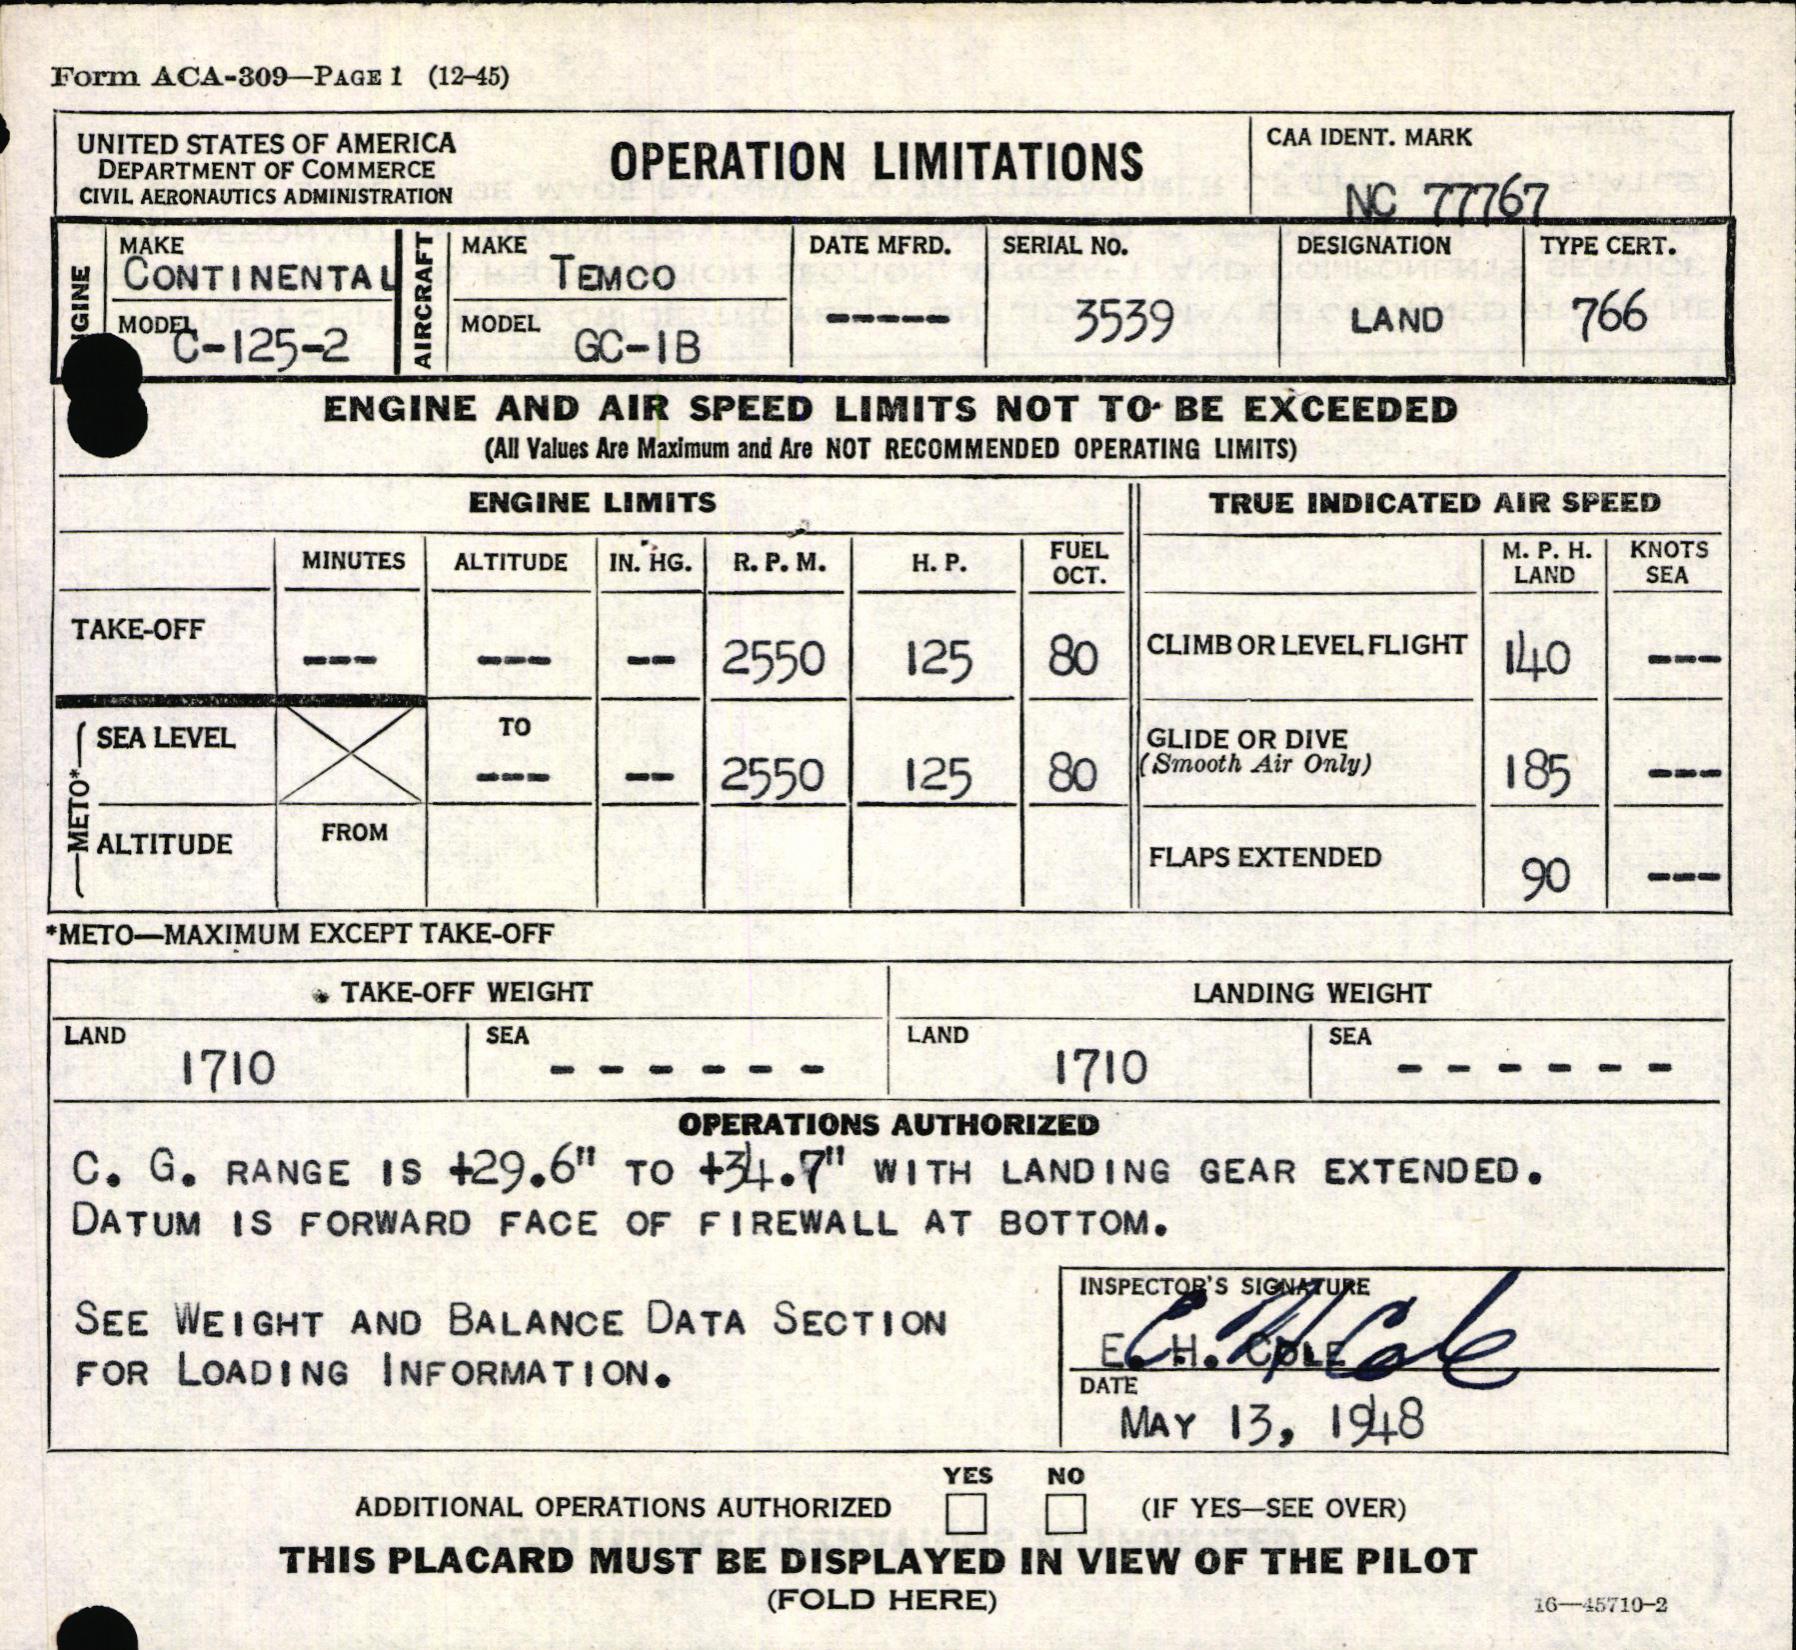 Form ACA-309—PAGE 1 (12-45)
UNITED STATES OF AMERICA
DEPARTMENT OF COMMERCE
CIVIL AERONAUTICS ADMINISTRATION
OPERATION LIMITATIONS
CAA IDENT. MARK
NC 77767
ENGINE
MAKE
CONTINENTAL
MODEL
C-125-2
AIRCRAFT
MAKE
TEMCO
MODEL
GC-1B
DATE MFRD.
-----
SERIAL NO.
3539
DESIGNATION
LAND
TYPE CERT.
766
ENGINE AND AIR SPEED LIMITS NOT TO BE EXCEEDED
(All Values Are Maximum and Are NOT RECOMMENDED OPERATING LIMITS)
ENGINE LIMITS
MINUTES ALTITUDE IN. HG. R. P. M. H. P. FUEL OCT.
TAKE-OFF --- --- -- 2550 125 80
METO*
SEA LEVEL TO --- -- 2550 125 80
ALTITUDE FROM
TRUE INDICATED AIR SPEED
M. P. H. LAND KNOTS SEA
CLIMB OR LEVEL FLIGHT 140 ---
GLIDE OR DIVE
(Smooth Air Only) 185 ---
FLAPS EXTENDED 90 ---
*METO—MAXIMUM EXCEPT TAKE-OFF
TAKE-OFF WEIGHT
LAND 1710 SEA - - - - - -
LANDING WEIGHT
LAND 1710 SEA - - - - - -
OPERATIONS AUTHORIZED
C. G. RANGE IS +29.6" TO +34.7" WITH LANDING GEAR EXTENDED.
DATUM IS FORWARD FACE OF FIREWALL AT BOTTOM.
SEE WEIGHT AND BALANCE DATA SECTION
FOR LOADING INFORMATION.
INSPECTOR'S SIGNATURE
E H Cole
E. H. COLE
DATE
MAY 13, 1948
YES NO
ADDITIONAL OPERATIONS AUTHORIZED (IF YES—SEE OVER)
THIS PLACARD MUST BE DISPLAYED IN VIEW OF THE PILOT
(FOLD HERE)
16—45710-2